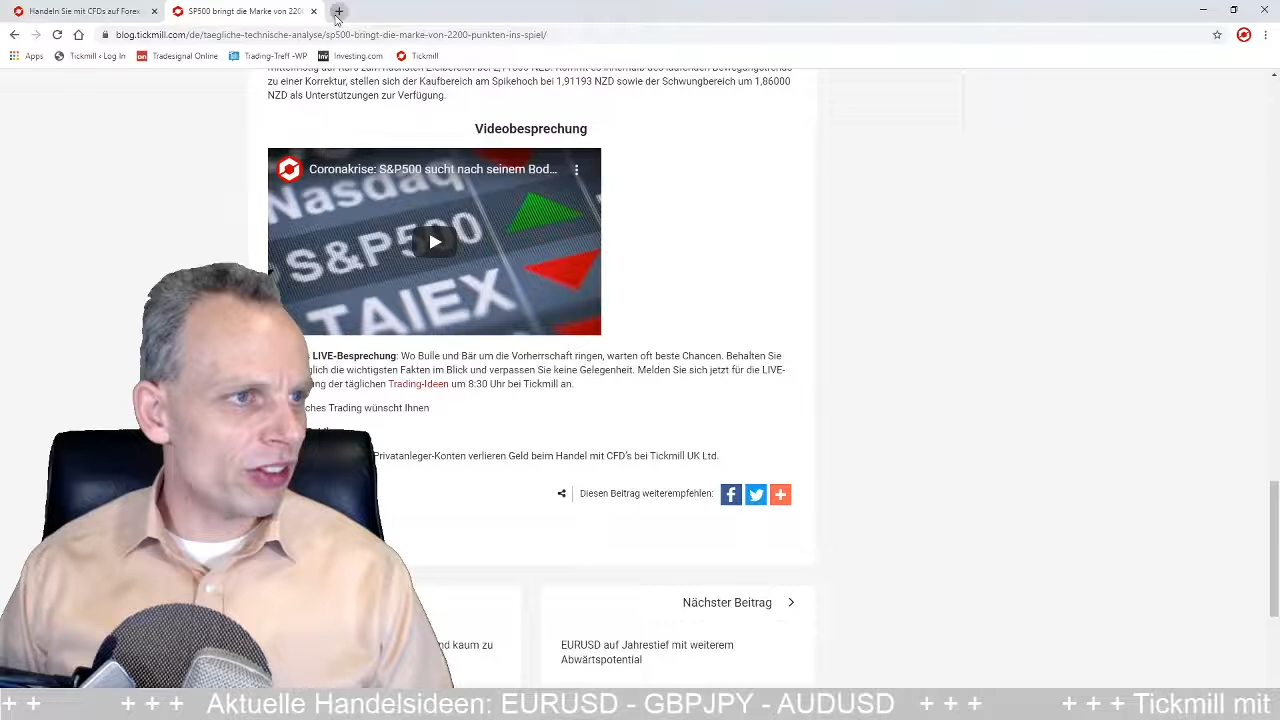 Handeln Sie mit CFDs auf Forex
SP500 bringt die Marke von 220
blog.tickmill.com/de/taegliche-technische-analyse/sp500-bringt-die-marke-von-2200-punkten-ins-spiel/
Apps
Tickmill ‹ Log In
Tradesignal Online
Trading-Treff -WP
Investing.com
Tickmill
zu einer Korrektur, stellen sich der Kaufbereich am Spikehoch bei 1,91193 NZD sowie der Schwungbereich um 1,86000
NZD als Unterstützungen zur Verfügung.
Videobesprechung
Coronakrise: S&P500 sucht nach seinem Bod...
Nasdaq
S&P500
TAIEX
LIVE-Besprechung: Wo Bulle und Bär um die Vorherrschaft ringen, warten oft beste Chancen. Behalten Sie
glich die wichtigsten Fakten im Blick und verpassen Sie keine Gelegenheit. Melden Sie sich jetzt für die LIVE-
ng der täglichen Trading-Ideen um 8:30 Uhr bei Tickmill an.
ches Trading wünscht Ihnen
Privatanleger-Konten verlieren Geld beim Handel mit CFD's bei Tickmill UK Ltd.
Diesen Beitrag weiterempfehlen:
Nächster Beitrag
nd kaum zu
EURUSD auf Jahrestief mit weiterem
Abwärtspotential
+ + + + + Aktuelle Handelsideen: EURUSD - GBPJPY - AUDUSD + + + + + + Tickmill mit